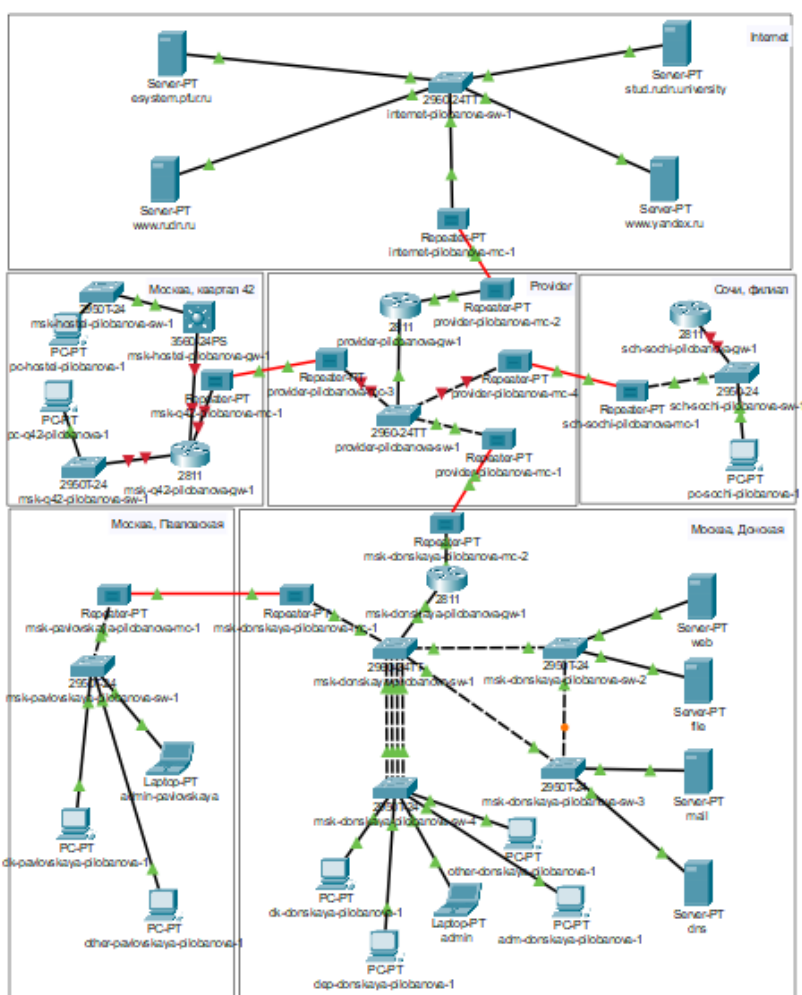 Internet
Server-PT
esystem.pfur.ru
Server-PT
stud.rudn.university
2960-24TT
internet-pilobanova-sw-1
Server-PT
www.rudn.ru
Server-PT
www.yandex.ru
Repeater-PT
internet-pilobanova-mc-1
Москва, квартал 42
2950T-24
msk-hostel-pilobanova-sw-1
PC-PT
pc-hostel-pilobanova-1
3560-24PS
msk-hostel-pilobanova-gw-1
Repeater-PT
msk-q42-pilobanova-mc-1
PC-PT
pc-q42-pilobanova-1
2950T-24
msk-q42-pilobanova-sw-1
2811
msk-q42-pilobanova-gw-1
Provider
Repeater-PT
provider-pilobanova-mc-2
2811
provider-pilobanova-gw-1
Repeater-PT
provider-pilobanova-mc-3
Repeater-PT
provider-pilobanova-mc-4
2960-24TT
provider-pilobanova-sw-1
Repeater-PT
provider-pilobanova-mc-1
Сочи, филиал
2811
sch-sochi-pilobanova-gw-1
2950-24
sch-sochi-pilobanova-sw-1
Repeater-PT
sch-sochi-pilobanova-mc-1
PC-PT
pc-sochi-pilobanova-1
Москва, Павловская
Repeater-PT
msk-pavlovskaya-pilobanova-mc-1
2950T-24
msk-pavlovskaya-pilobanova-sw-1
Laptop-PT
admin-pavlovskaya
PC-PT
dk-pavlovskaya-pilobanova-1
PC-PT
other-pavlovskaya-pilobanova-1
Москва, Донская
Repeater-PT
msk-donskaya-pilobanova-mc-2
2811
msk-donskaya-pilobanova-gw-1
Repeater-PT
msk-donskaya-pilobanova-mc-1
2960-24TT
msk-donskaya-pilobanova-sw-1
2950T-24
msk-donskaya-pilobanova-sw-2
Server-PT
web
Server-PT
file
2950T-24
msk-donskaya-pilobanova-sw-3
Server-PT
mail
2950T-24
msk-donskaya-pilobanova-sw-4
PC-PT
other-donskaya-pilobanova-1
PC-PT
dk-donskaya-pilobanova-1
Laptop-PT
admin
PC-PT
adm-donskaya-pilobanova-1
Server-PT
dns
PC-PT
dep-donskaya-pilobanova-1